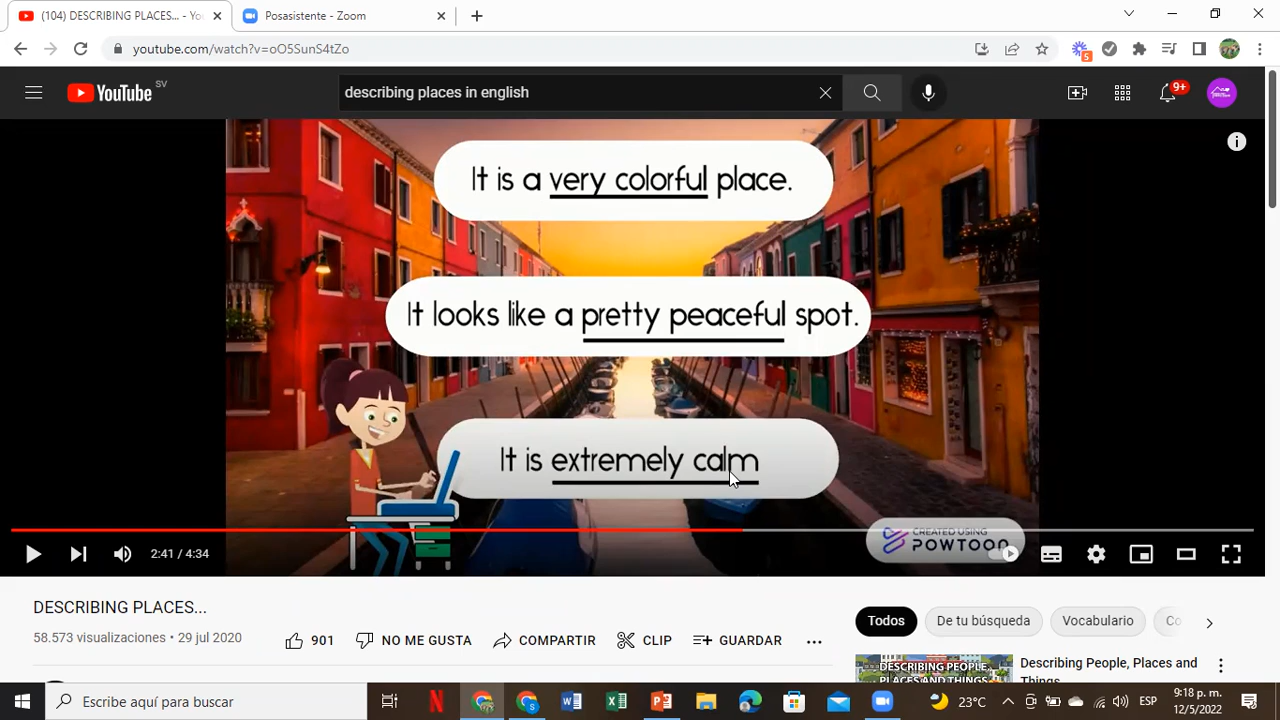 (104) DESCRIBING PLACES... - Yo
Posasistente - Zoom
youtube.com/watch?v=oO5SunS4tZo
5
YouTube SV
describing places in english
9+
It is a very colorful place.
It looks like a pretty peaceful spot.
It is extremely calm
CREATED USING
POWTOON
2:41 / 4:34
DESCRIBING PLACES...
58.573 visualizaciones • 29 jul 2020
901
NO ME GUSTA
COMPARTIR
CLIP
GUARDAR
Todos
De tu búsqueda
Vocabulario
Co
DESCRIBING PEOPLE,
PLACES AND THINGS
Describing People, Places and
Things
Escribe aquí para buscar
23°C
ESP
9:18 p. m.
12/5/2022